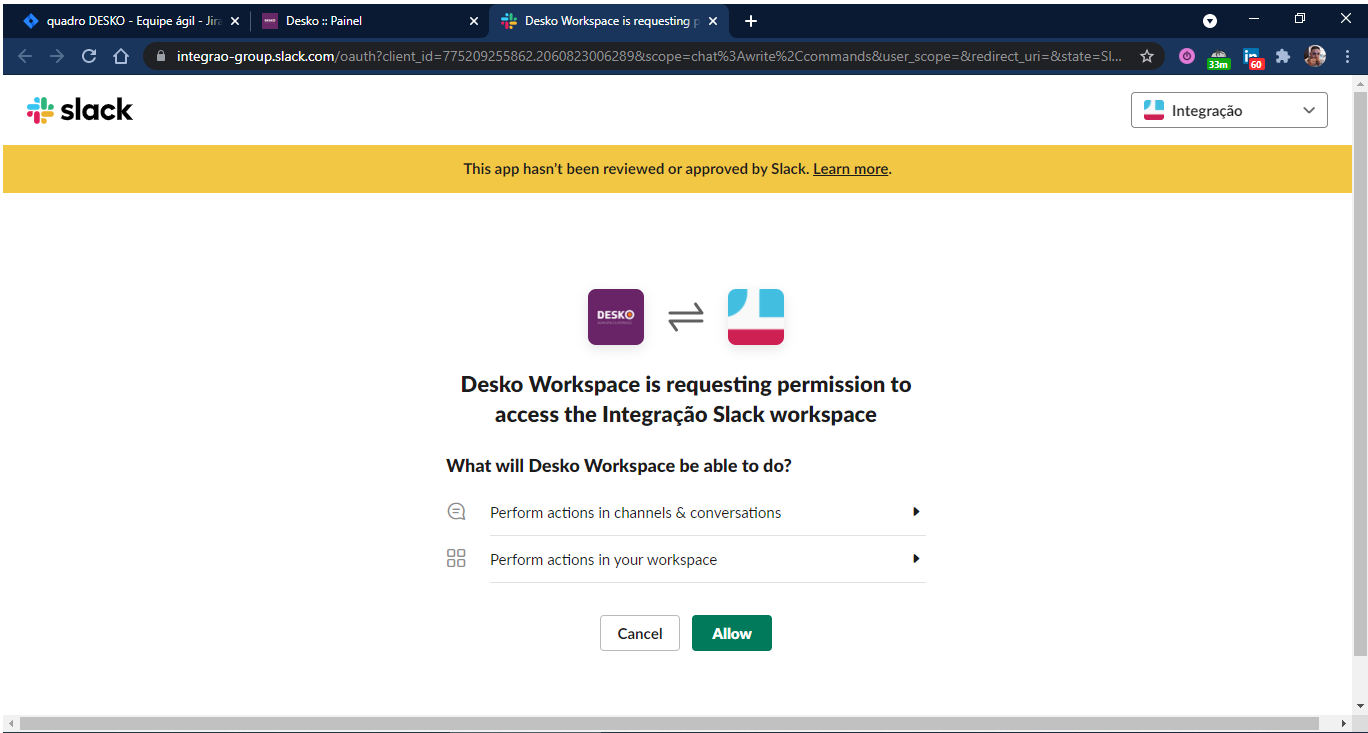 quadro DESKO - Equipe ágil - Jira
Desko :: Painel
Desko Workspace is requesting p
integrao-group.slack.com/oauth?client_id=775209255862.2060823006289&scope=chat%3Awrite%2Ccommands&user_scope=&redirect_uri=&state=Sl...
33m
60
slack
Integração
This app hasn't been reviewed or approved by Slack. Learn more.
DESKO
Desko Workspace is requesting permission to
access the Integração Slack workspace
What will Desko Workspace be able to do?
Perform actions in channels & conversations
Perform actions in your workspace
Cancel
Allow